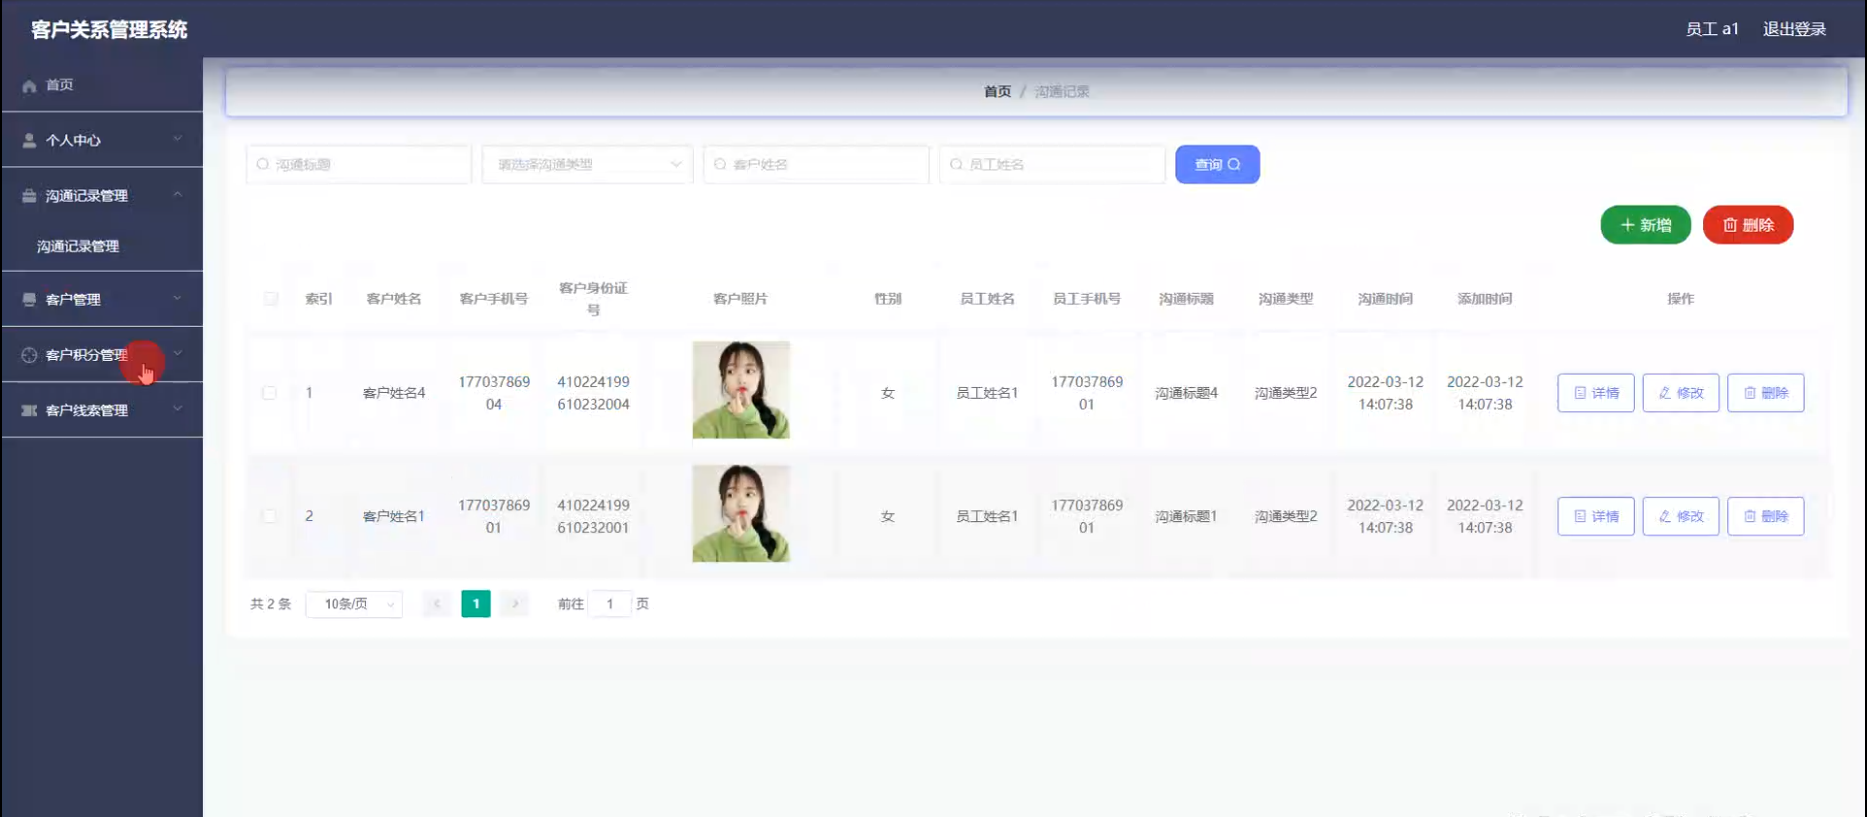 客户关系管理系统
员工 a1 退出登录
首页
个人中心
沟通记录管理
沟通记录管理
客户管理
客户积分管理
客户线索管理
首页 / 沟通记录
沟通标题 请选择沟通类型 客户姓名 员工姓名 查询
新增 删除
索引 客户姓名 客户手机号 客户身份证号 客户照片 性别 员工姓名 员工手机号 沟通标题 沟通类型 沟通时间 添加时间 操作
1 客户姓名4 17703786904 410224199610232004 女 员工姓名1 17703786901 沟通标题4 沟通类型2 2022-03-12 14:07:38 2022-03-12 14:07:38 详情 修改 删除
2 客户姓名1 17703786901 410224199610232001 女 员工姓名1 17703786901 沟通标题1 沟通类型2 2022-03-12 14:07:38 2022-03-12 14:07:38 详情 修改 删除
共 2 条 10条/页 1 前往 1 页